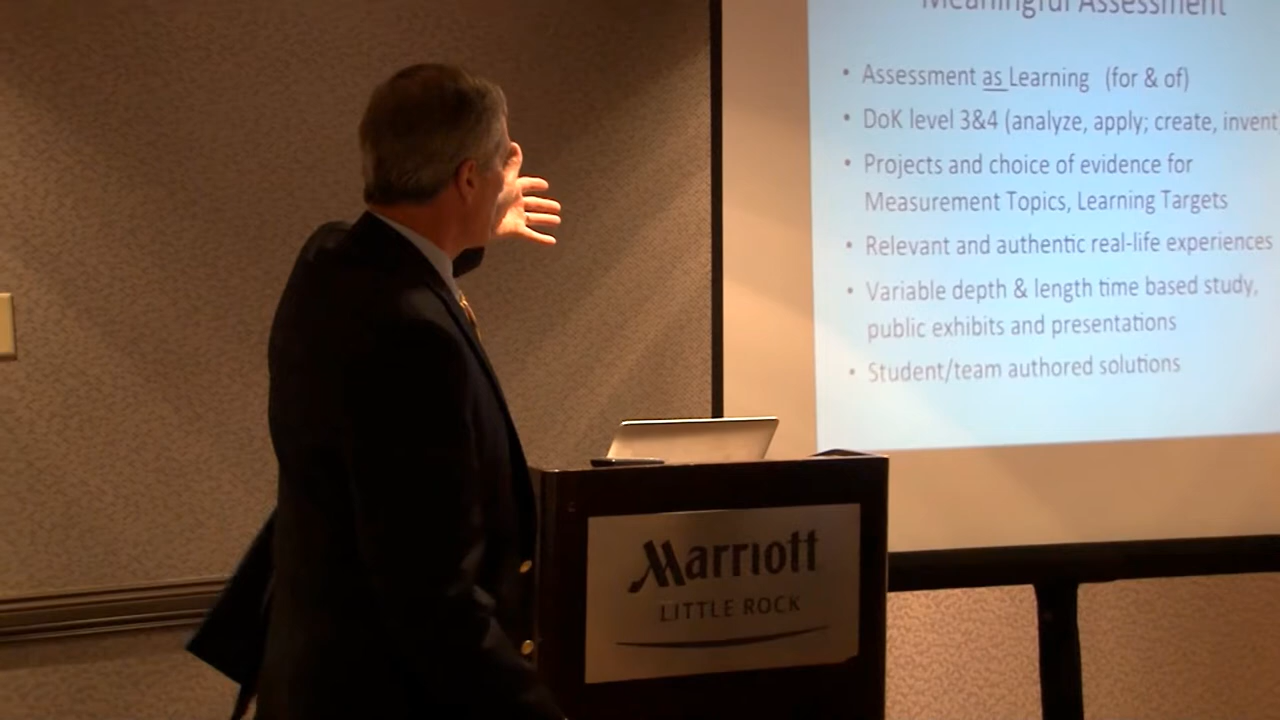 Meaningful Assessment
• Assessment as Learning (for & of)
• DoK level 3&4 (analyze, apply; create, invent
• Projects and choice of evidence for
Measurement Topics, Learning Targets
• Relevant and authentic real-life experiences
• Variable depth & length time based study,
public exhibits and presentations
• Student/team authored solutions
Marriott
LITTLE ROCK